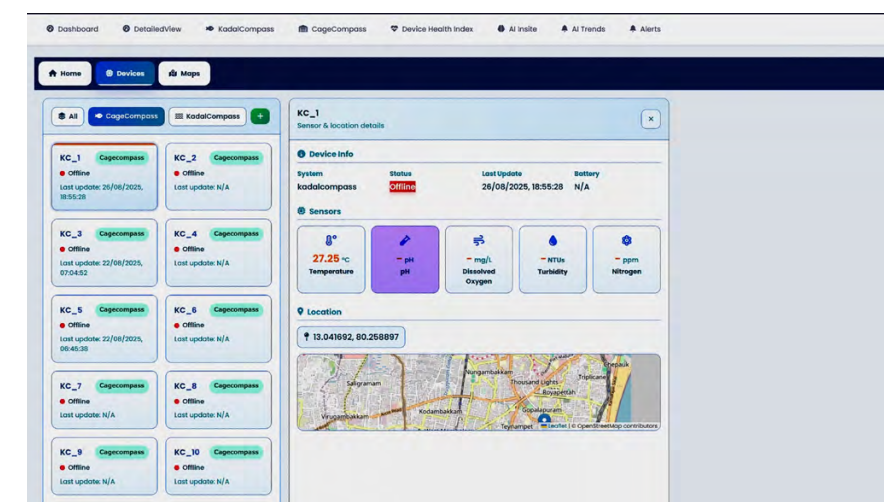 Dashboard DetailedView KadalCompass CageCompass Device Health Index AI Insite AI Trends Alerts
Home Devices Maps
All CageCompass KadalCompass +
KC_1 Cagecompass
Offline
Last update: 26/08/2025,
18:55:28
KC_2 Cagecompass
Offline
Last update: N/A
KC_3 Cagecompass
Offline
Last update: 22/08/2025,
07:04:52
KC_4 Cagecompass
Offline
Last update: N/A
KC_5 Cagecompass
Offline
Last update: 22/08/2025,
06:45:38
KC_6 Cagecompass
Offline
Last update: N/A
KC_7 Cagecompass
Offline
Last update: N/A
KC_8 Cagecompass
Offline
Last update: N/A
KC_9 Cagecompass
Offline
Last update: N/A
KC_10 Cagecompass
Offline
Last update: N/A
KC_1
Sensor & location details
×
Device Info
System Status Last Update Battery
kadalcompass Offline 26/08/2025, 18:55:28 N/A
Sensors
27.25 °C
Temperature
- pH
pH
- mg/L
Dissolved
Oxygen
- NTUs
Turbidity
- ppm
Nitrogen
Location
13.041692, 80.258897
Chepauk
Nungambakkam
Thousand Lights
Triplicane
Saligramam
Royapettah
Virugambakkam
Kodambakkam
Gopalapuram
Teynampet
Leaflet | © OpenStreetMap contributors